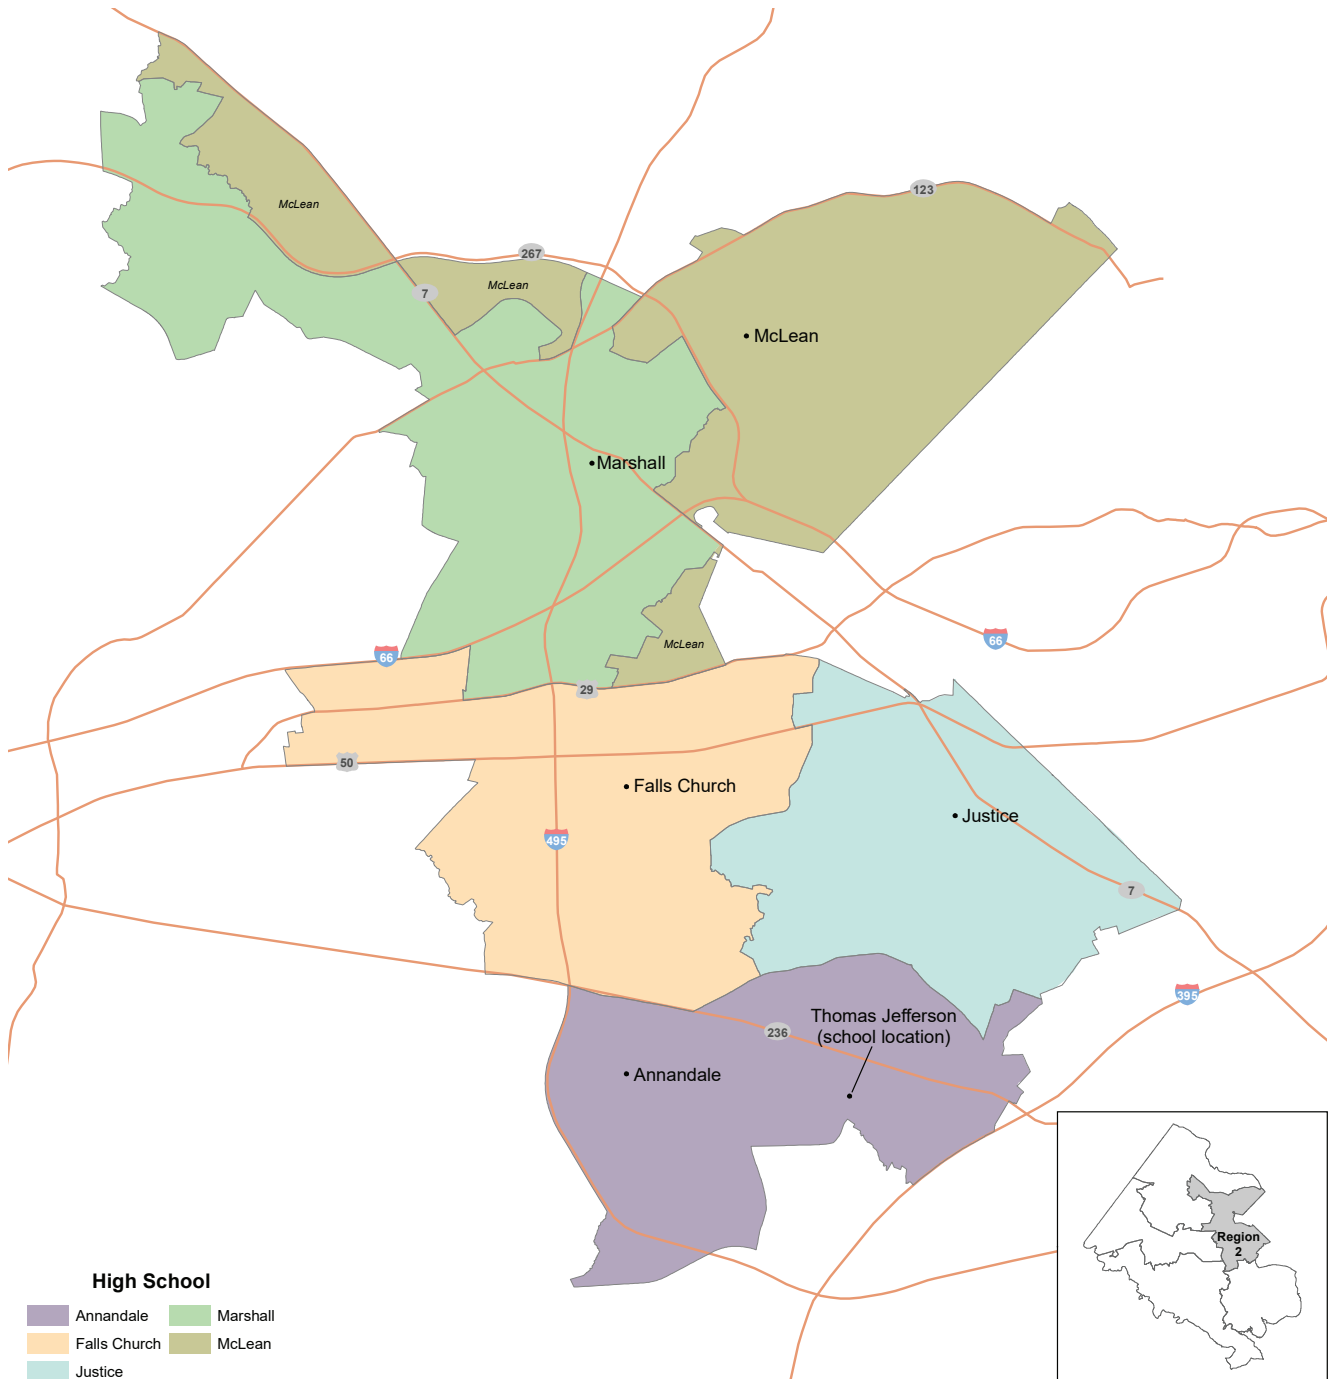 McLean
123
267
McLean
7
McLean
Marshall
66
McLean
66
29
50
Falls Church
Justice
495
7
395
Thomas Jefferson
(school location)
236
Annandale
Region
2
High School
Annandale
Marshall
Falls Church
McLean
Justice